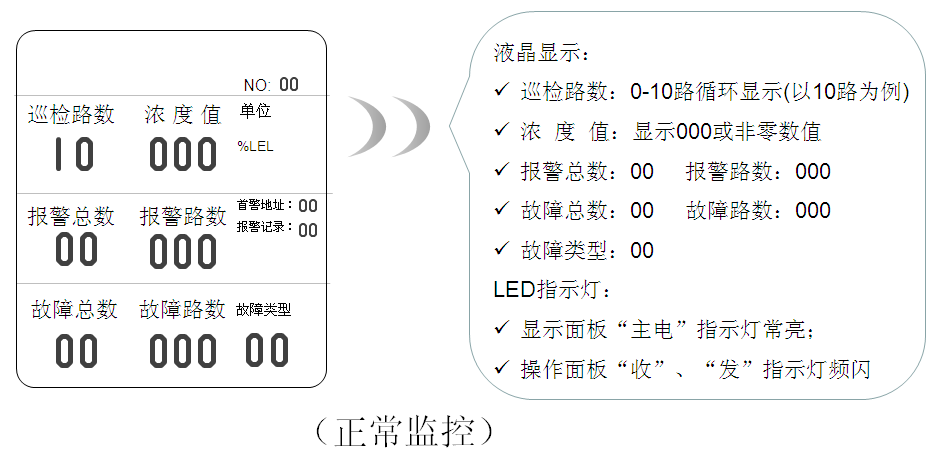 NO: 00
巡检路数 浓 度 值 单位
10 000 %LEL
报警总数 报警路数 首警地址：00
00 000 报警记录：00
故障总数 故障路数 故障类型
00 000 00
液晶显示：
✓ 巡检路数：0-10路循环显示(以10路为例)
✓ 浓 度 值：显示000或非零数值
✓ 报警总数：00 报警路数：000
✓ 故障总数：00 故障路数：000
✓ 故障类型：00
LED指示灯：
✓ 显示面板“主电”指示灯常亮；
✓ 操作面板“收”、“发”指示灯频闪
（正常监控）